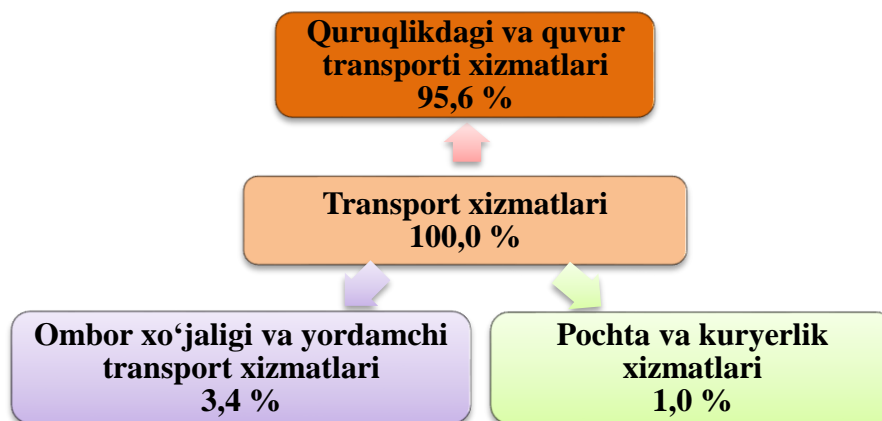 Quruqlikdagi va quvur
transporti xizmatlari
95,6 %
Transport xizmatlari
100,0 %
Ombor xo‘jaligi va yordamchi
transport xizmatlari
3,4 %
Pochta va kuryerlik
xizmatlari
1,0 %